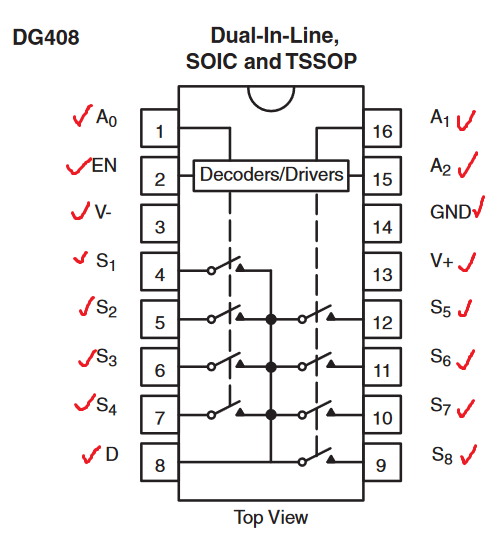 DG408
Dual-In-Line,
SOIC and TSSOP
A0 1 16 A1
EN 2 Decoders/Drivers 15 A2
V- 3 14 GND
S1 4 13 V+
S2 5 12 S5
S3 6 11 S6
S4 7 10 S7
D 8 9 S8
Top View